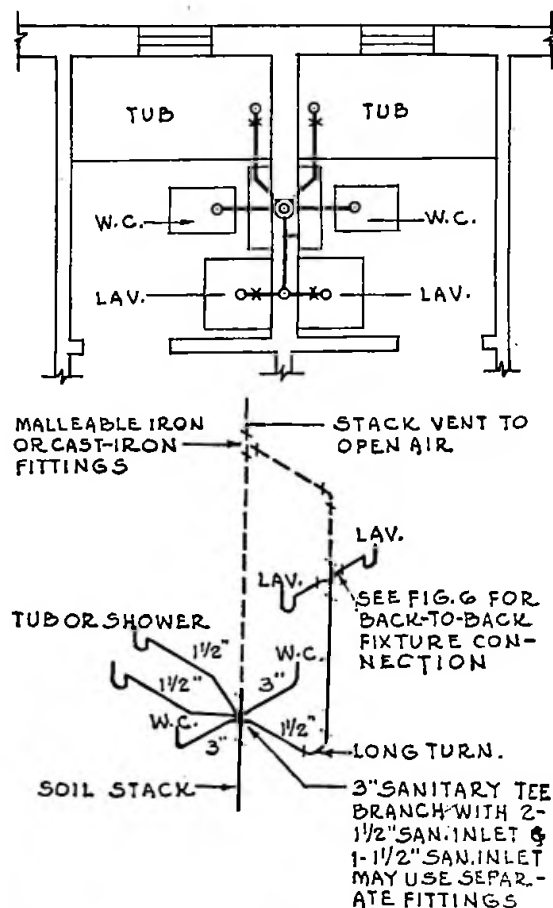 TUB
TUB
W.C.
W.C.
LAV.
LAV.
MALLEABLE IRON
OR CAST-IRON
FITTINGS
STACK VENT TO
OPEN AIR
LAV.
LAV.
SEE FIG. 6 FOR
BACK-TO-BACK
FIXTURE CON-
NECTION
TUB OR SHOWER
1½"
W.C.
1½"
3"
W.C.
3"
1½"
LONG TURN.
SOIL STACK
3" SANITARY TEE
BRANCH WITH 2-
1½" SAN. INLET &
1-1½" SAN. INLET
MAY USE SEPAR-
ATE FITTINGS